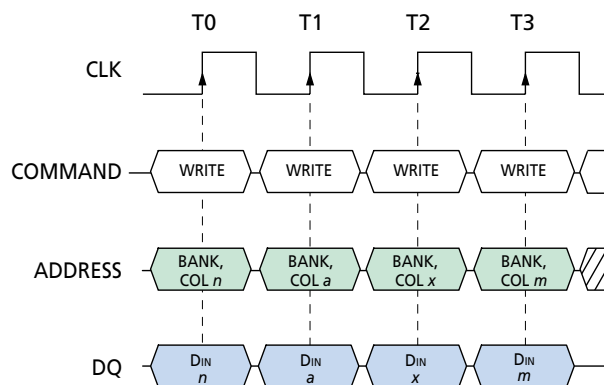 T0 T1 T2 T3
CLK
COMMAND WRITE WRITE WRITE WRITE
BANK, BANK, BANK, BANK,
ADDRESS
COL n COL a COL x COL m
DIN DIN DIN DIN
DQ
n a x m